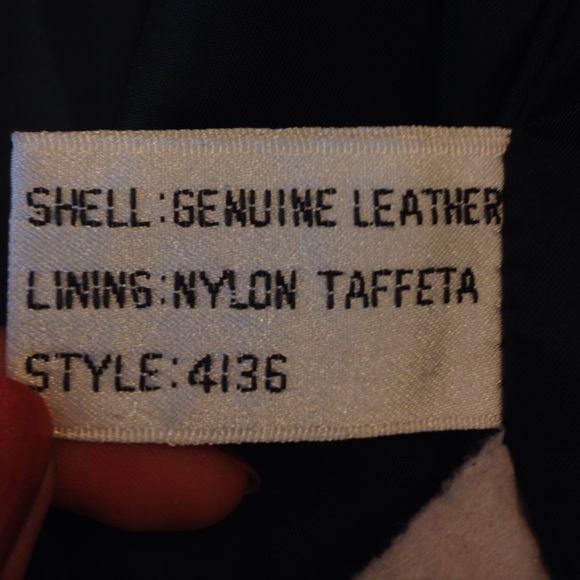 SHELL:GENUINE LEATHER
LINING:NYLON TAFFETA
STYLE:4136